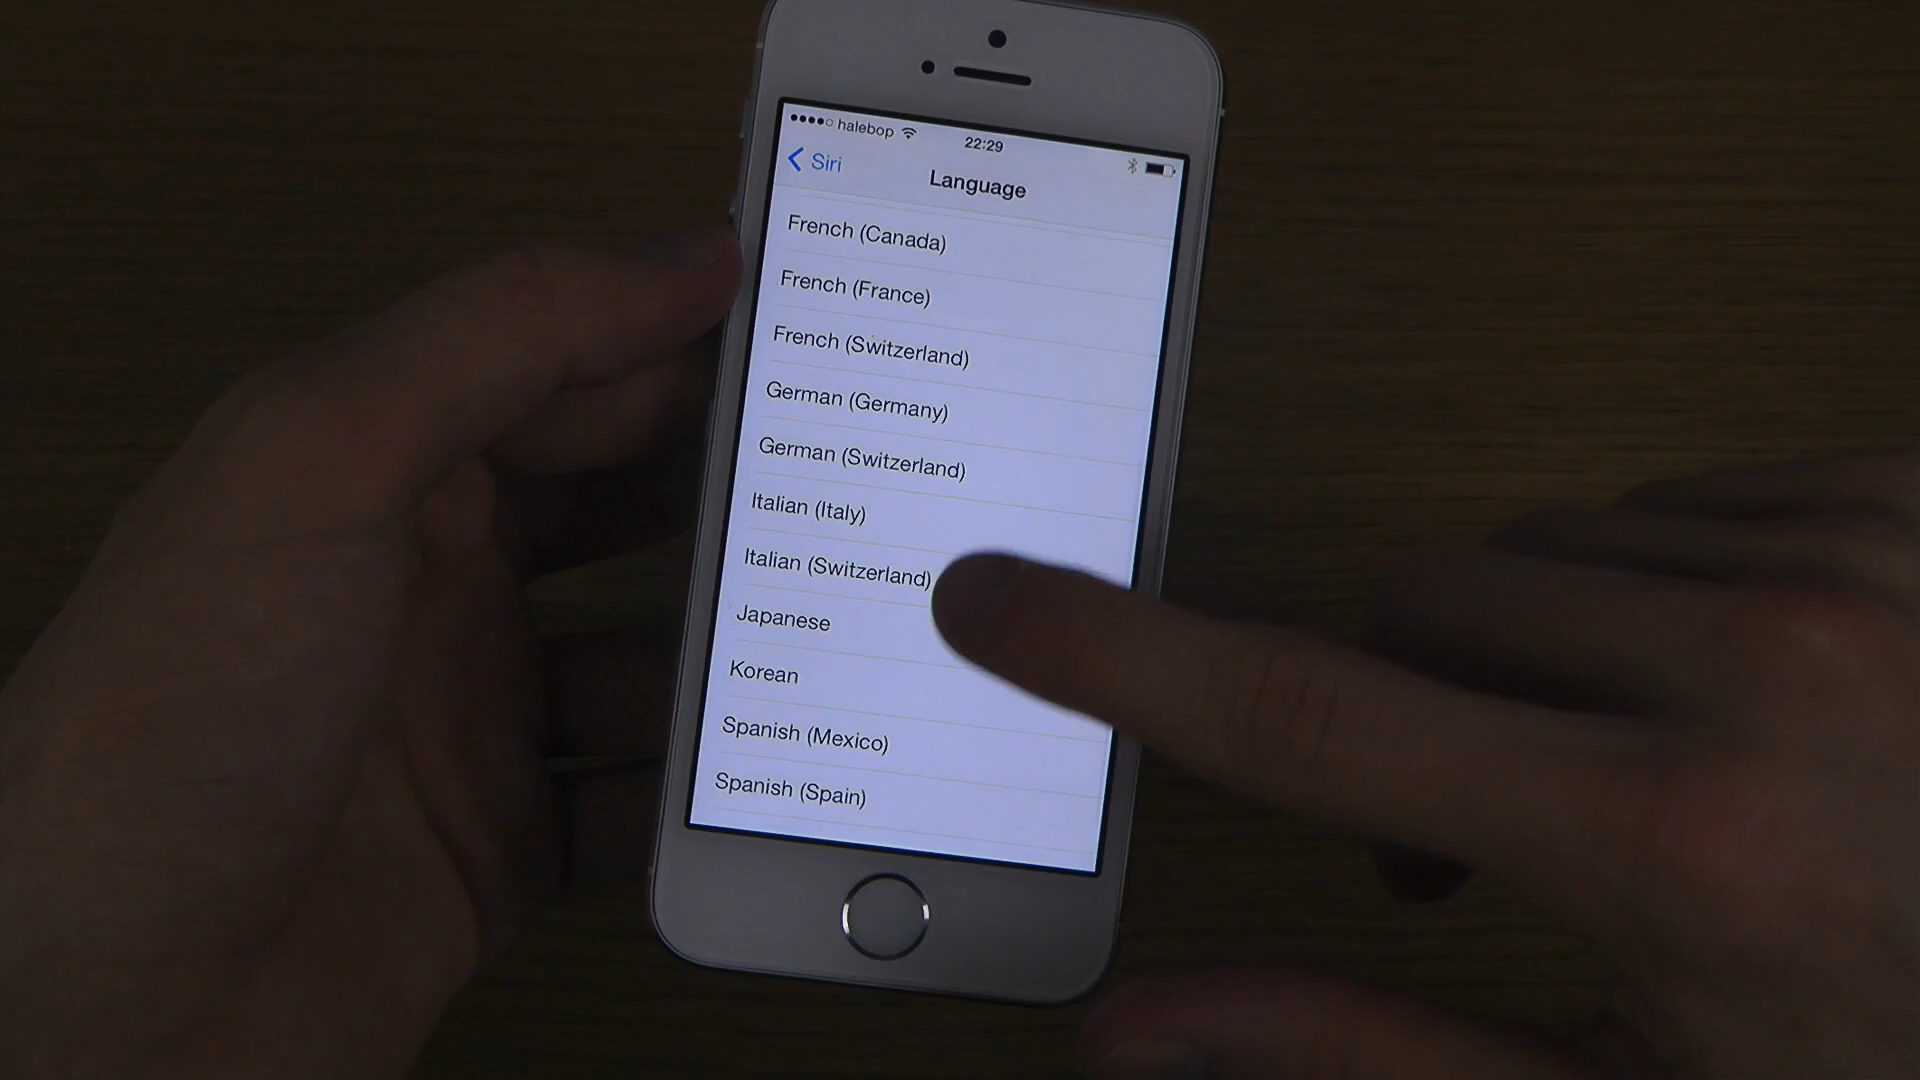 halebop 22:29
Siri Language
French (Canada)
French (France)
French (Switzerland)
German (Germany)
German (Switzerland)
Italian (Italy)
Italian (Switzerland)
Japanese
Korean
Spanish (Mexico)
Spanish (Spain)